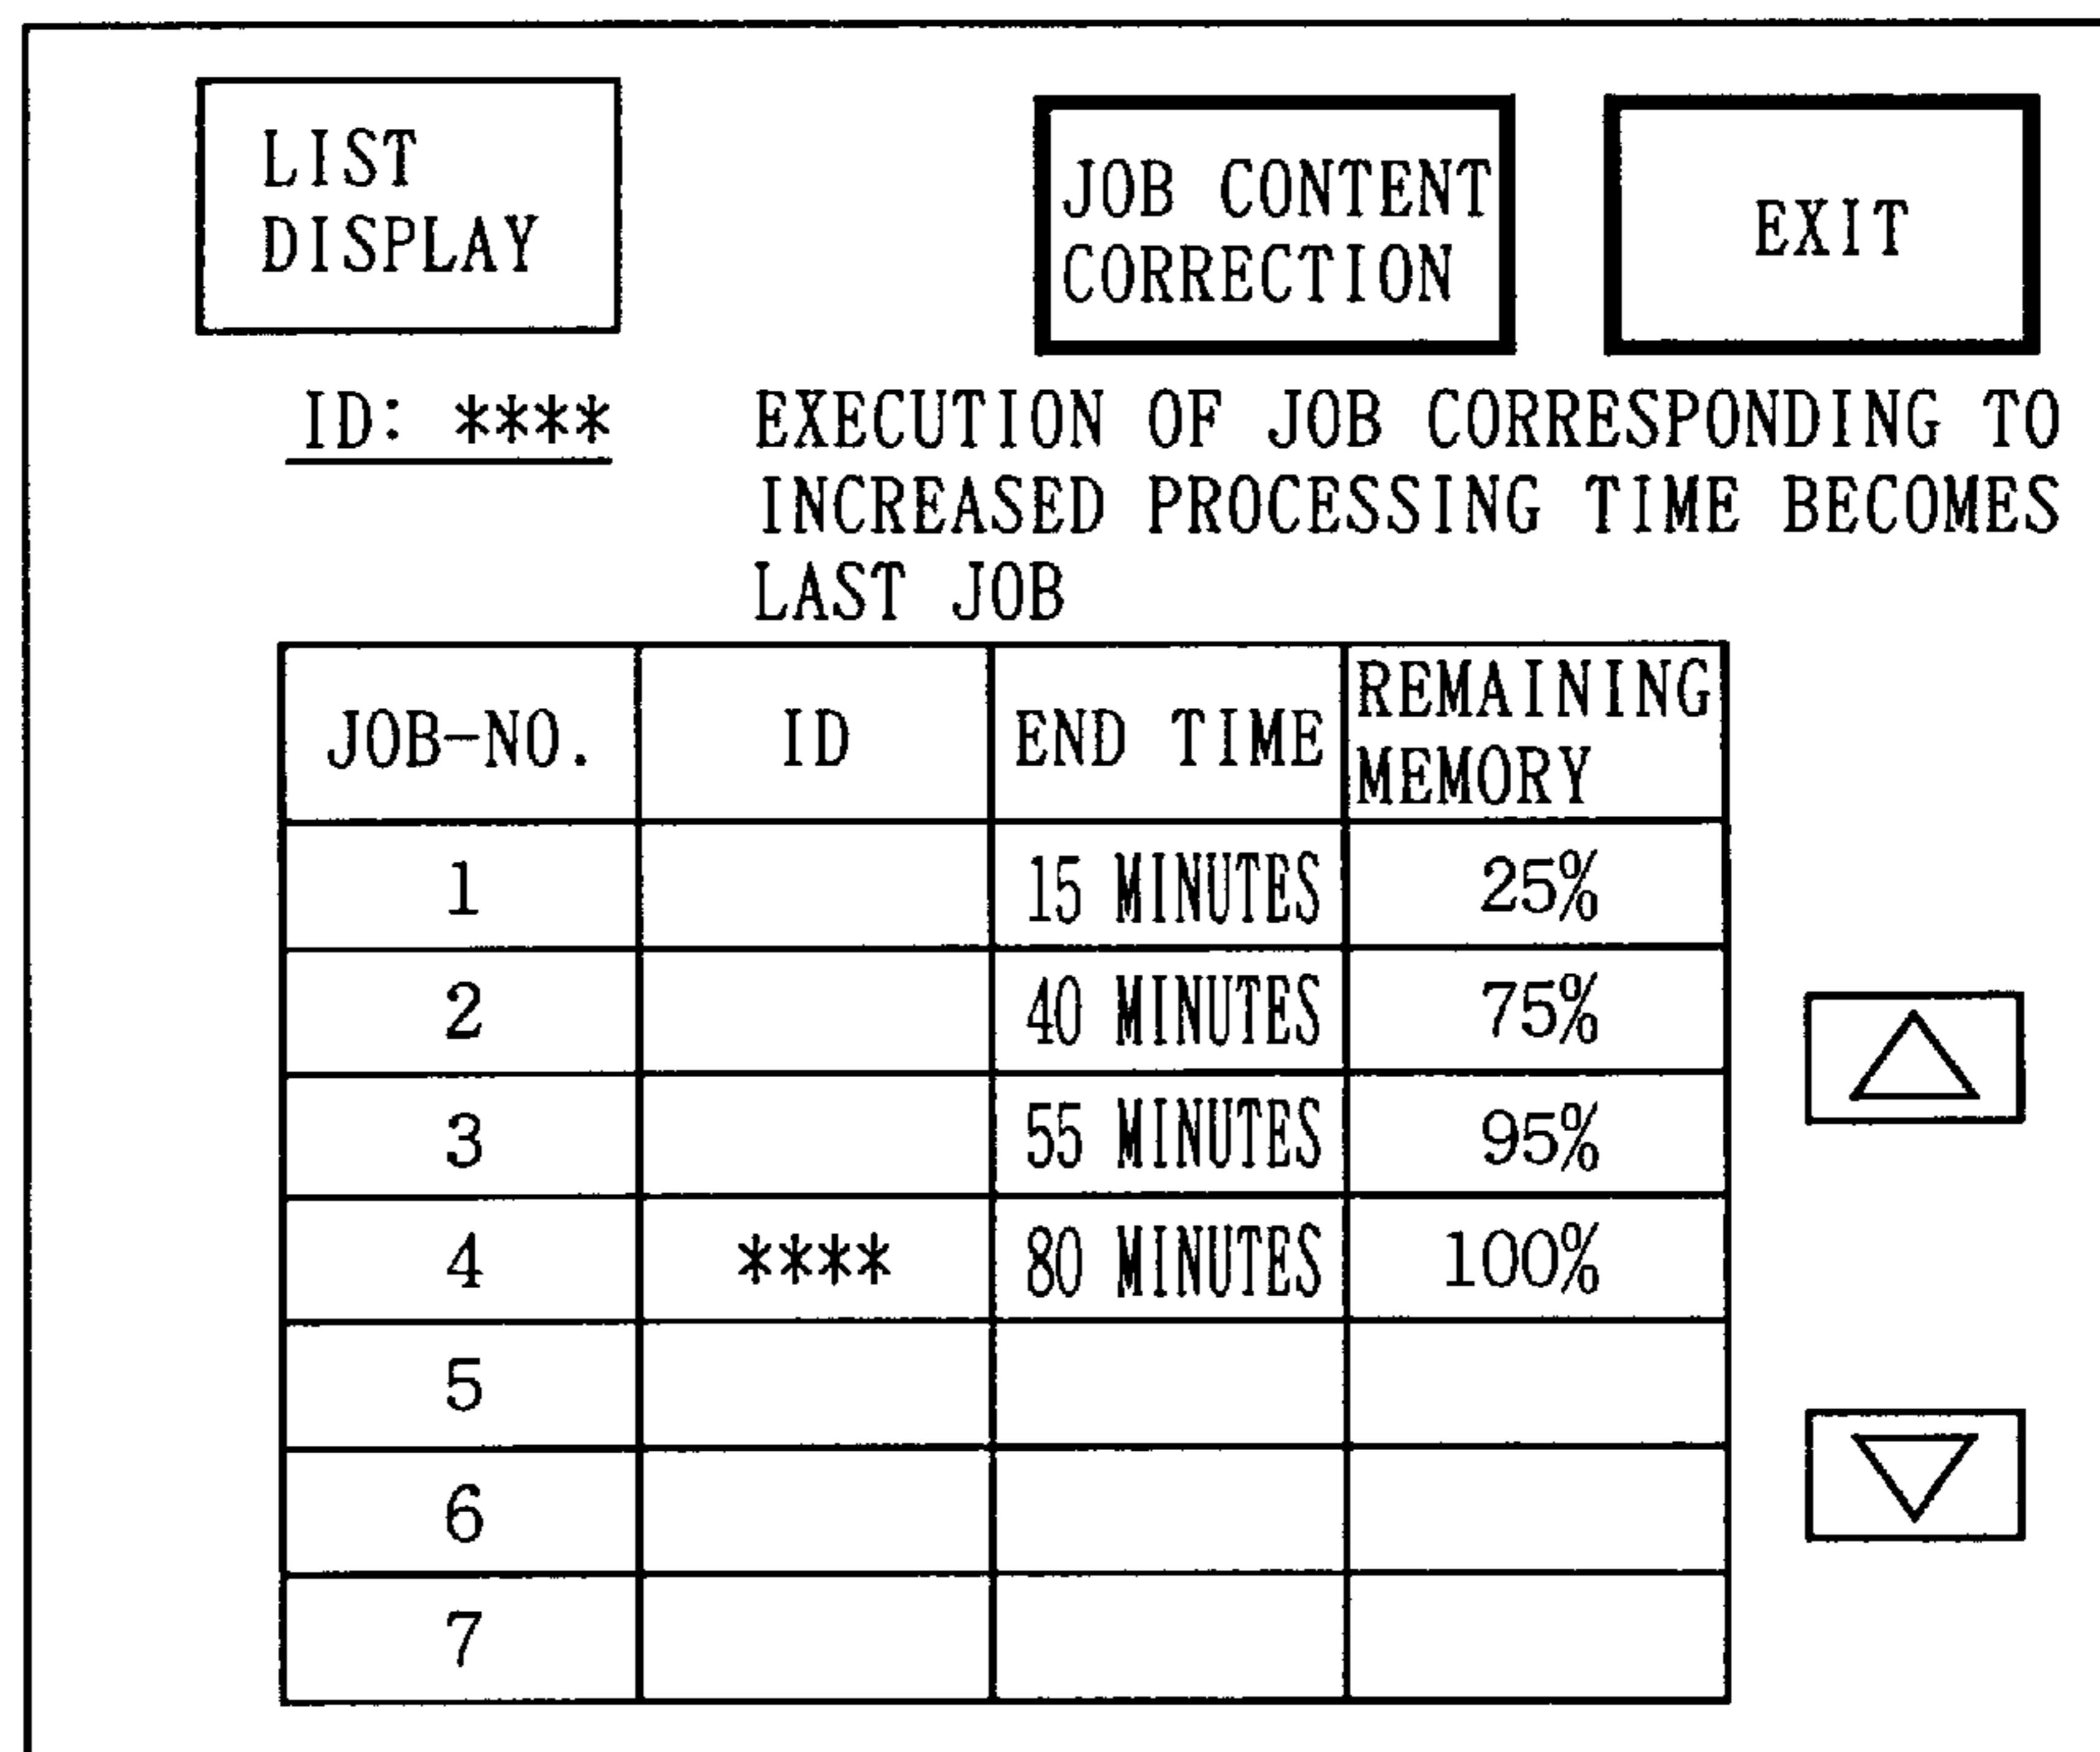 LIST
DISPLAY
JOB CONTENT
CORRECTION
EXIT
ID: ****
EXECUTION OF JOB CORRESPONDING TO
INCREASED PROCESSING TIME BECOMES
LAST JOB
JOB-NO. ID END TIME REMAINING MEMORY
1 15 MINUTES 25%
2 40 MINUTES 75%
3 55 MINUTES 95%
4 **** 80 MINUTES 100%
5
6
7